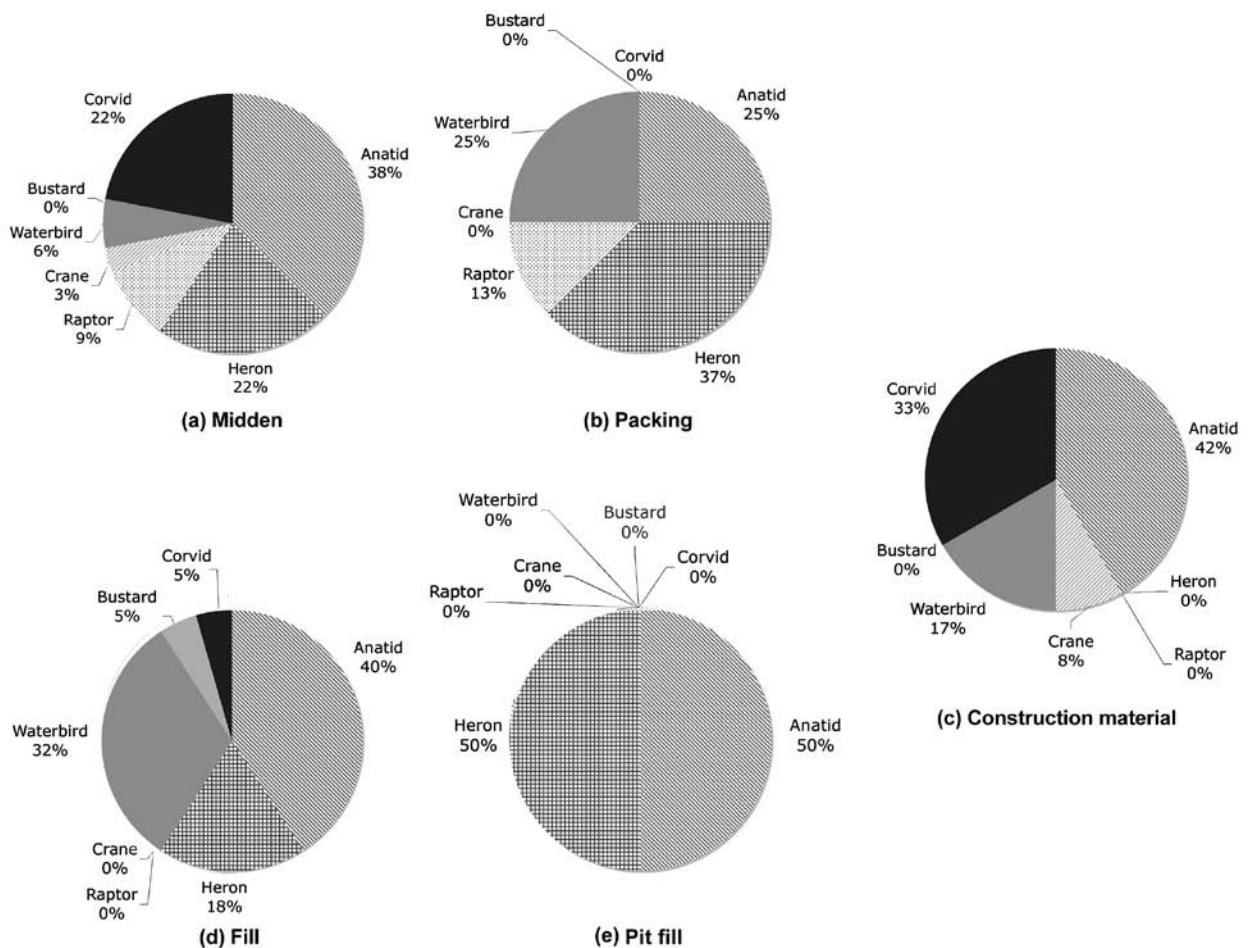 Corvid
22%
Anatid
38%
Bustard
0%
Waterbird
6%
Crane
3%
Raptor
9%
Heron
22%
(a) Midden
Bustard
0%
Corvid
0%
Anatid
25%
Waterbird
25%
Crane
0%
Raptor
13%
Heron
37%
(b) Packing
Corvid
33%
Anatid
42%
Bustard
0%
Heron
0%
Waterbird
17%
Crane
8%
Raptor
0%
(c) Construction material
Corvid
5%
Bustard
5%
Anatid
40%
Waterbird
32%
Crane
0%
Raptor
0%
Heron
18%
(d) Fill
Waterbird
0%
Bustard
0%
Crane
0%
Corvid
0%
Raptor
0%
Heron
50%
Anatid
50%
(e) Pit fill